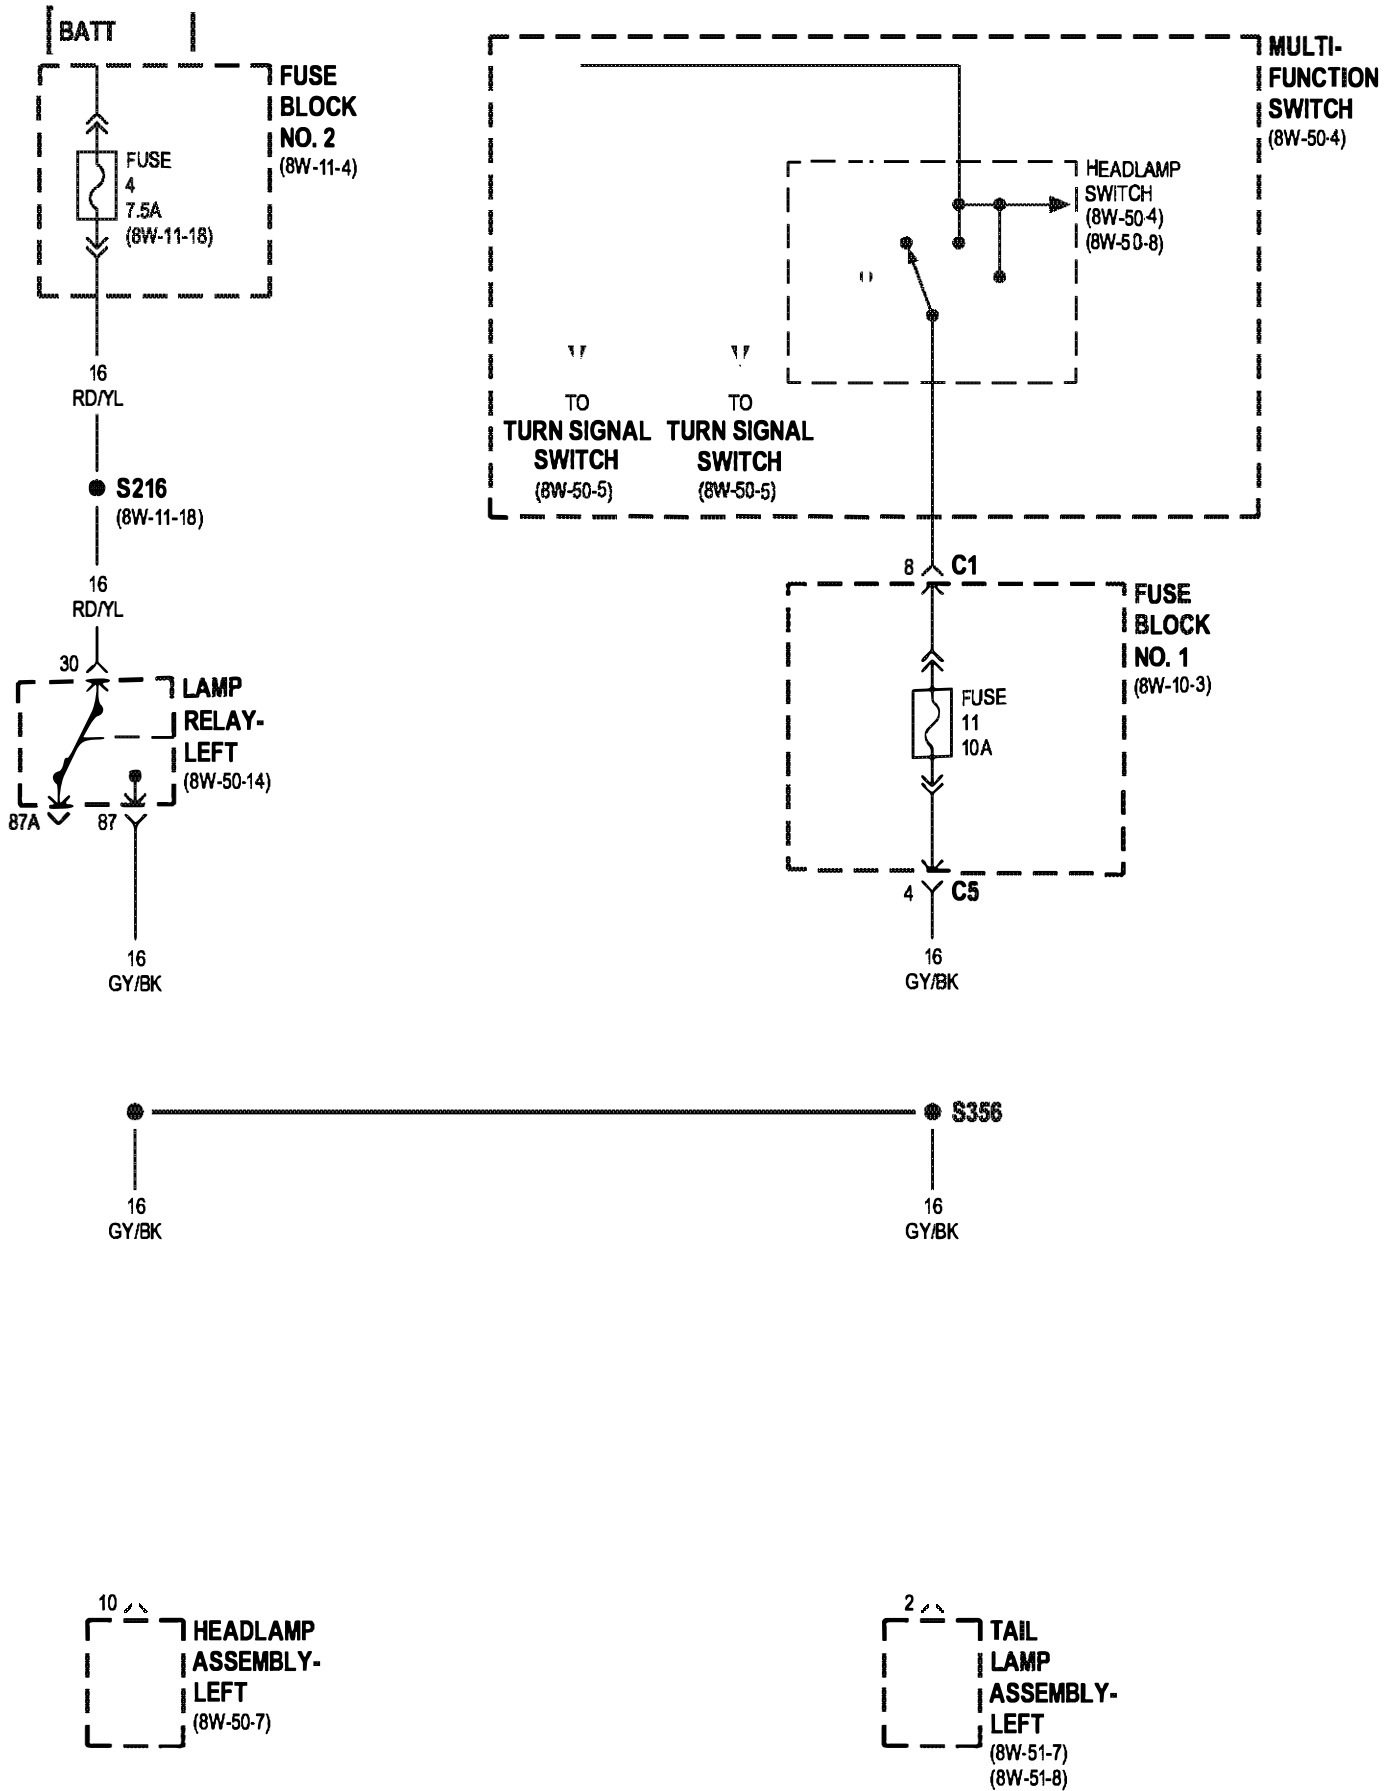 BATT
FUSE
BLOCK
NO. 2
(8W-11-4)
FUSE
4
7.5A
(8W-11-18)
MULTI-
FUNCTION
SWITCH
(8W-50-4)
HEADLAMP
SWITCH
(8W-50-4)
(8W-50-8)
TO
TURN SIGNAL
SWITCH
(8W-50-5)
TO
TURN SIGNAL
SWITCH
(8W-50-5)
16
RD/YL
S216
(8W-11-18)
16
RD/YL
30
LAMP
RELAY-
LEFT
(8W-50-14)
87A
87
8
C1
FUSE
BLOCK
NO. 1
(8W-10-3)
FUSE
11
10A
4
C5
16
GY/BK
16
GY/BK
S356
16
GY/BK
16
GY/BK
10
HEADLAMP
ASSEMBLY-
LEFT
(8W-50-7)
2
TAIL
LAMP
ASSEMBLY-
LEFT
(8W-51-7)
(8W-51-8)